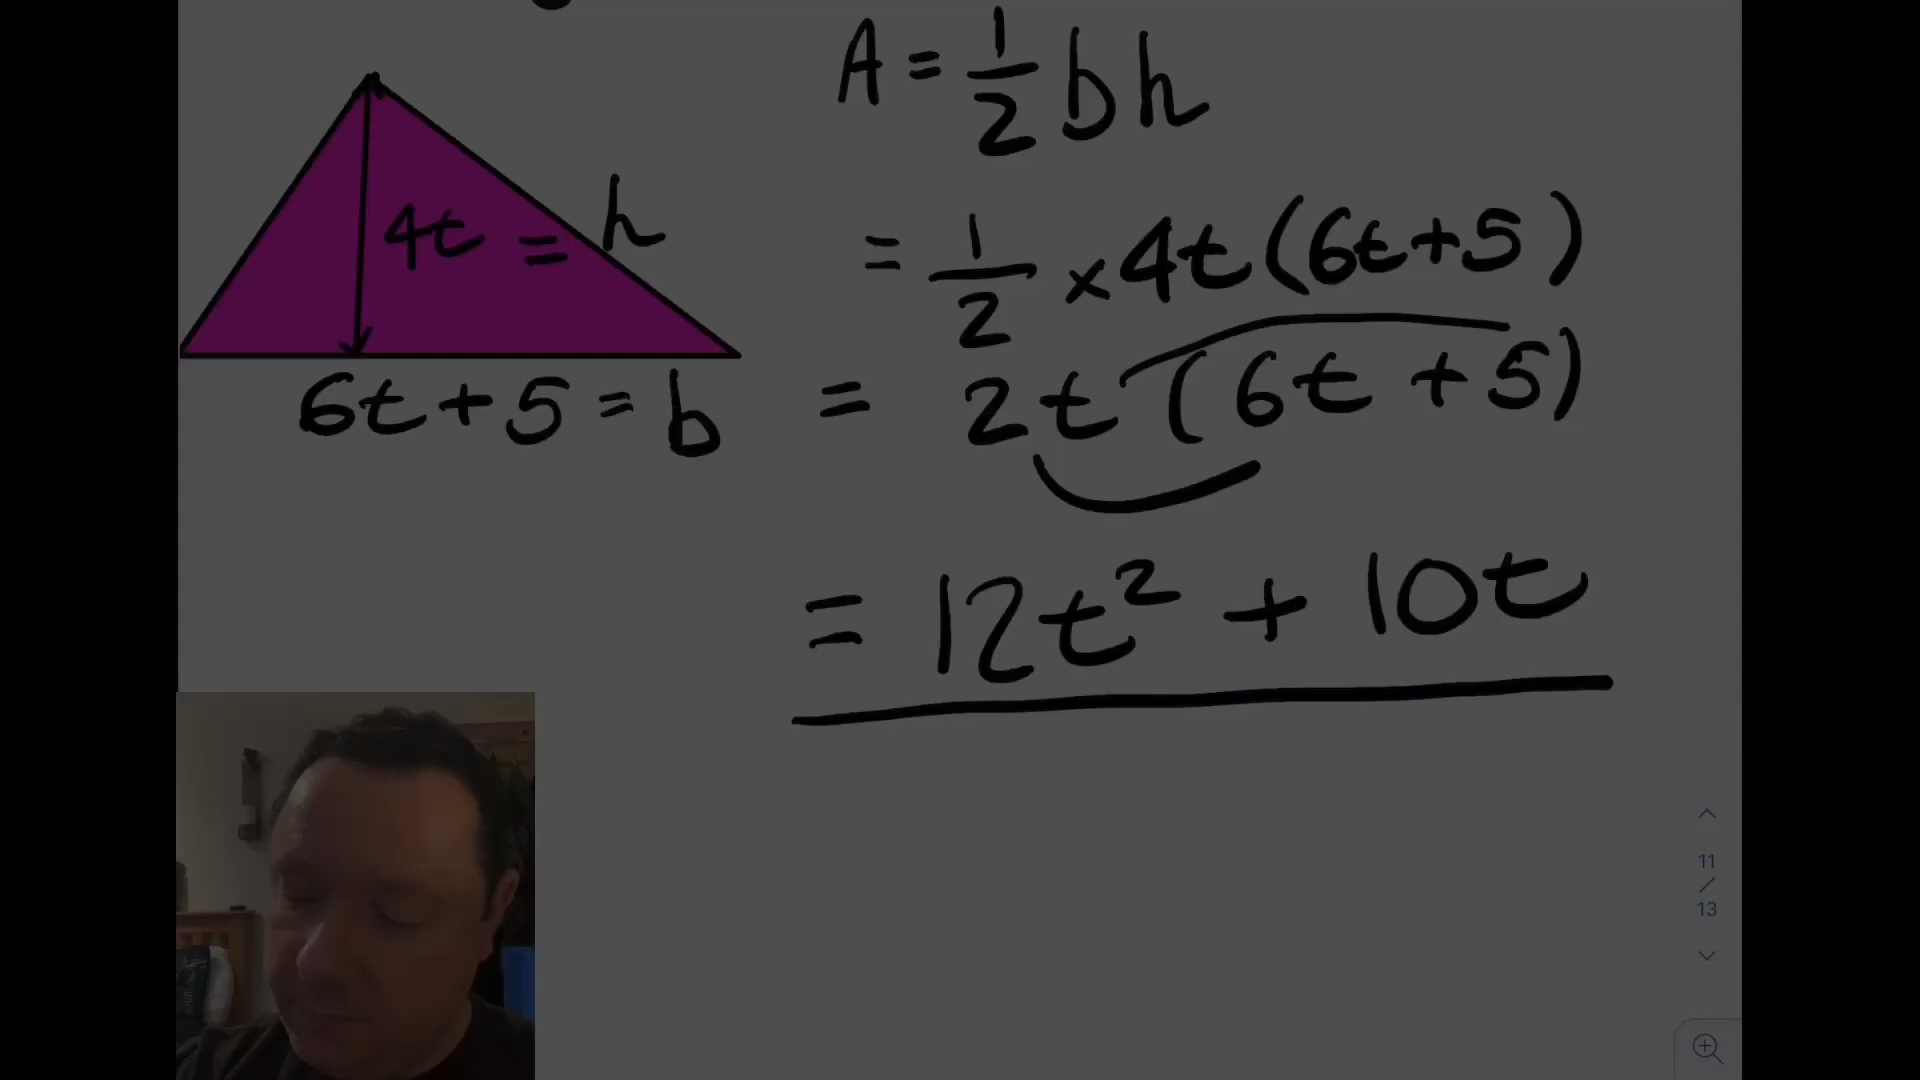 A = 1/2 bh
4t = h
= 1/2 × 4t(6t+5)
6t+5 = b
= 2t(6t+5)
= 12t² + 10t
11
/
13